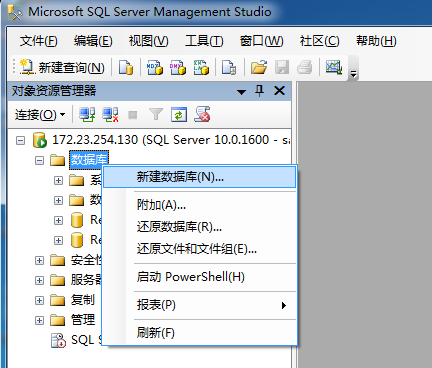 Microsoft SQL Server Management Studio
文件(F) 编辑(E) 视图(V) 工具(T) 窗口(W) 社区(C) 帮助(H)
新建查询(N)
对象资源管理器
连接(O)
172.23.254.130 (SQL Server 10.0.1600 - sa
数据库
新建数据库(N)...
系
附加(A)...
数
还原数据库(R)...
Re
还原文件和文件组(E)...
Re
安全性
启动 PowerShell(H)
服务器
复制
报表(P)
管理
刷新(F)
SQL S